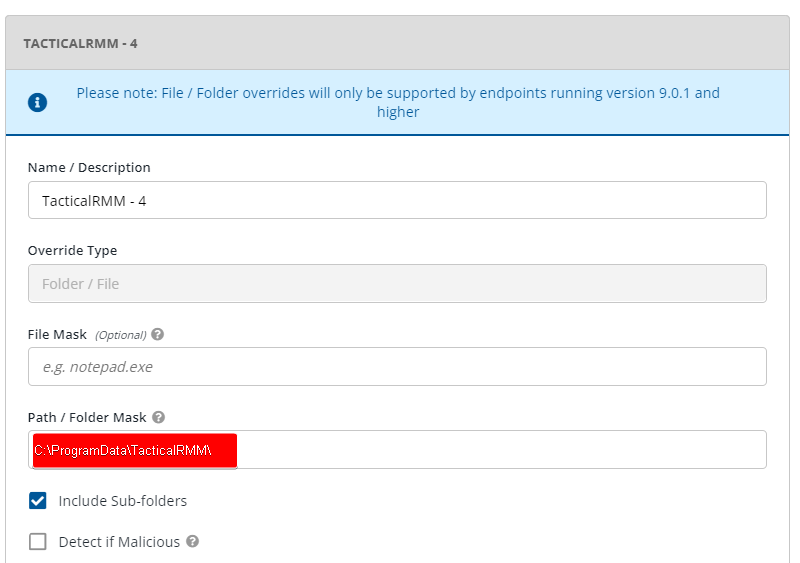 TACTICALRMM - 4
Please note: File / Folder overrides will only be supported by endpoints running version 9.0.1 and
higher
Name / Description
TacticalRMM - 4
Override Type
Folder / File
File Mask (Optional) ?
e.g. notepad.exe
Path / Folder Mask ?
C:\ProgramData\TacticalRMM\
Include Sub-folders
Detect if Malicious ?